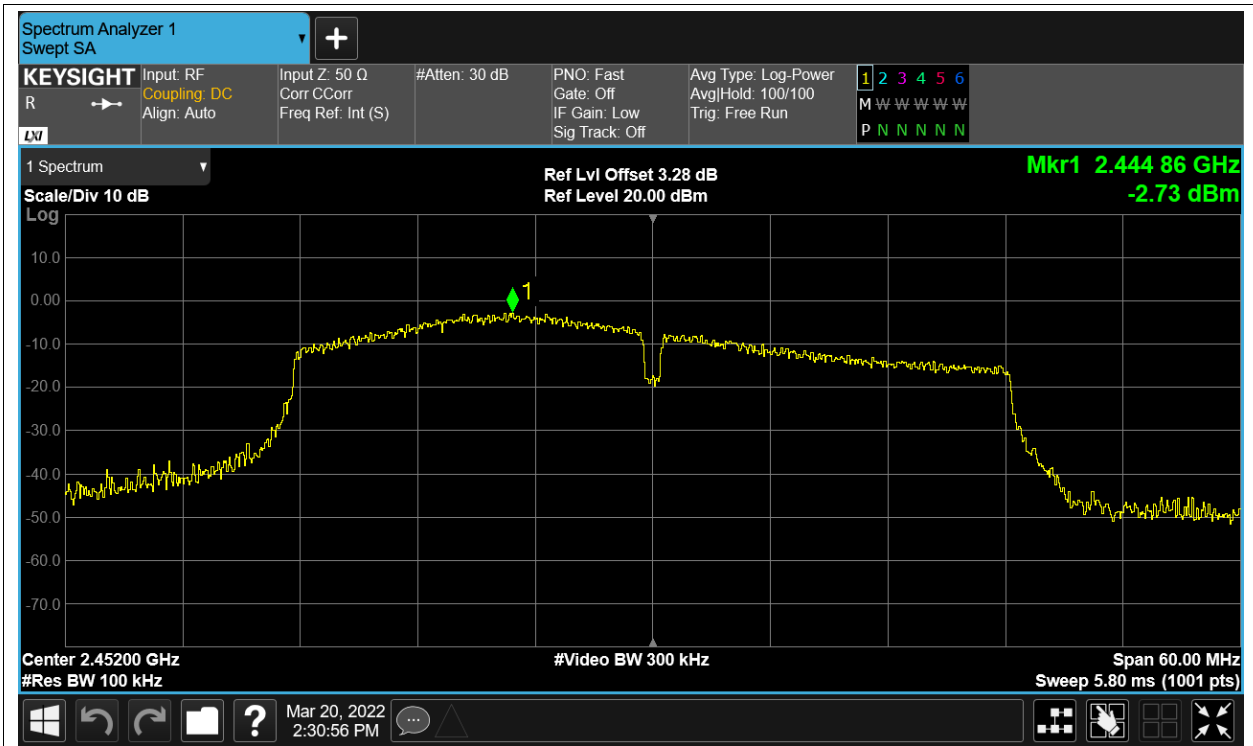 Spectrum Analyzer 1
Swept SA
+
KEYSIGHT
R
LXI
Input: RF
Coupling: DC
Align: Auto
Input Z: 50 Ω
Corr CCorr
Freq Ref: Int (S)
#Atten: 30 dB
PNO: Fast
Gate: Off
IF Gain: Low
Sig Track: Off
Avg Type: Log-Power
Avg|Hold: 100/100
Trig: Free Run
1 2 3 4 5 6
M W W W W W
P N N N N N
1 Spectrum
Scale/Div 10 dB
Ref Lvl Offset 3.28 dB
Ref Level 20.00 dBm
Mkr1 2.444 86 GHz
-2.73 dBm
Log
10.0
0.00
-10.0
-20.0
-30.0
-40.0
-50.0
-60.0
-70.0
1
Center 2.45200 GHz
#Res BW 100 kHz
#Video BW 300 kHz
Span 60.00 MHz
Sweep 5.80 ms (1001 pts)
?
Mar 20, 2022
2:30:56 PM